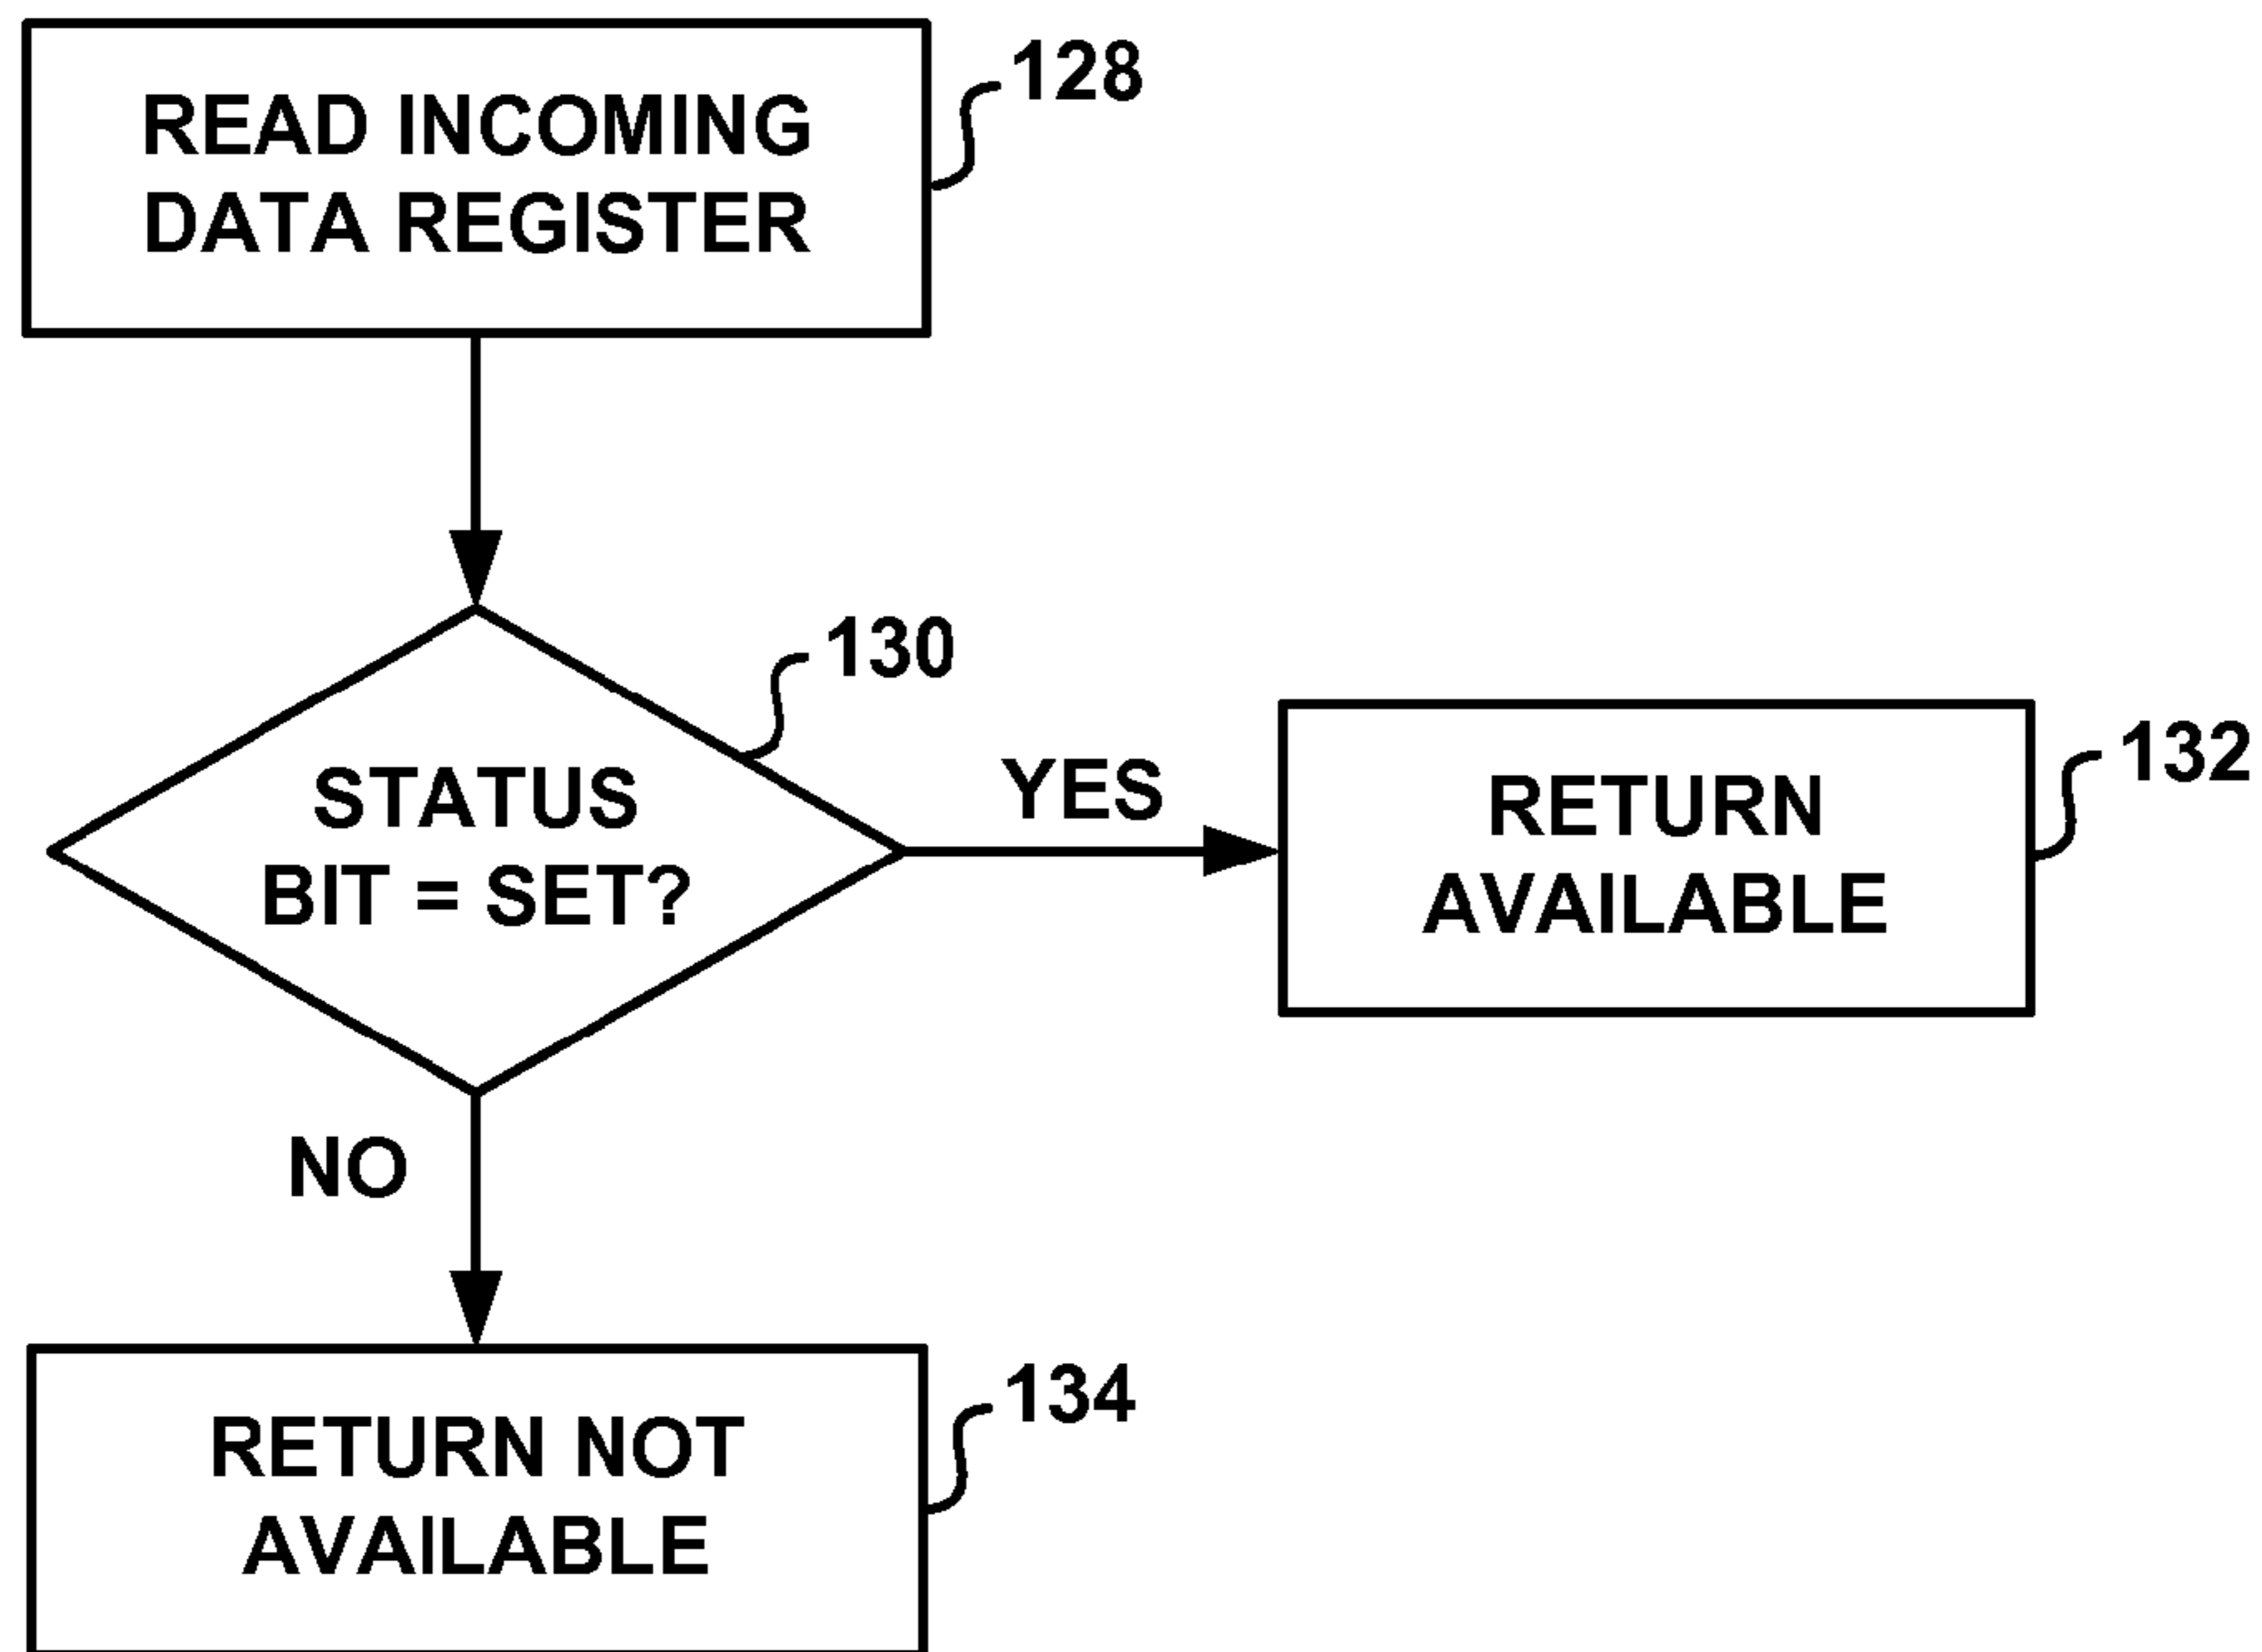 READ INCOMING
DATA REGISTER
128
130
STATUS
BIT = SET?
YES
RETURN
AVAILABLE
132
NO
RETURN NOT
AVAILABLE
134